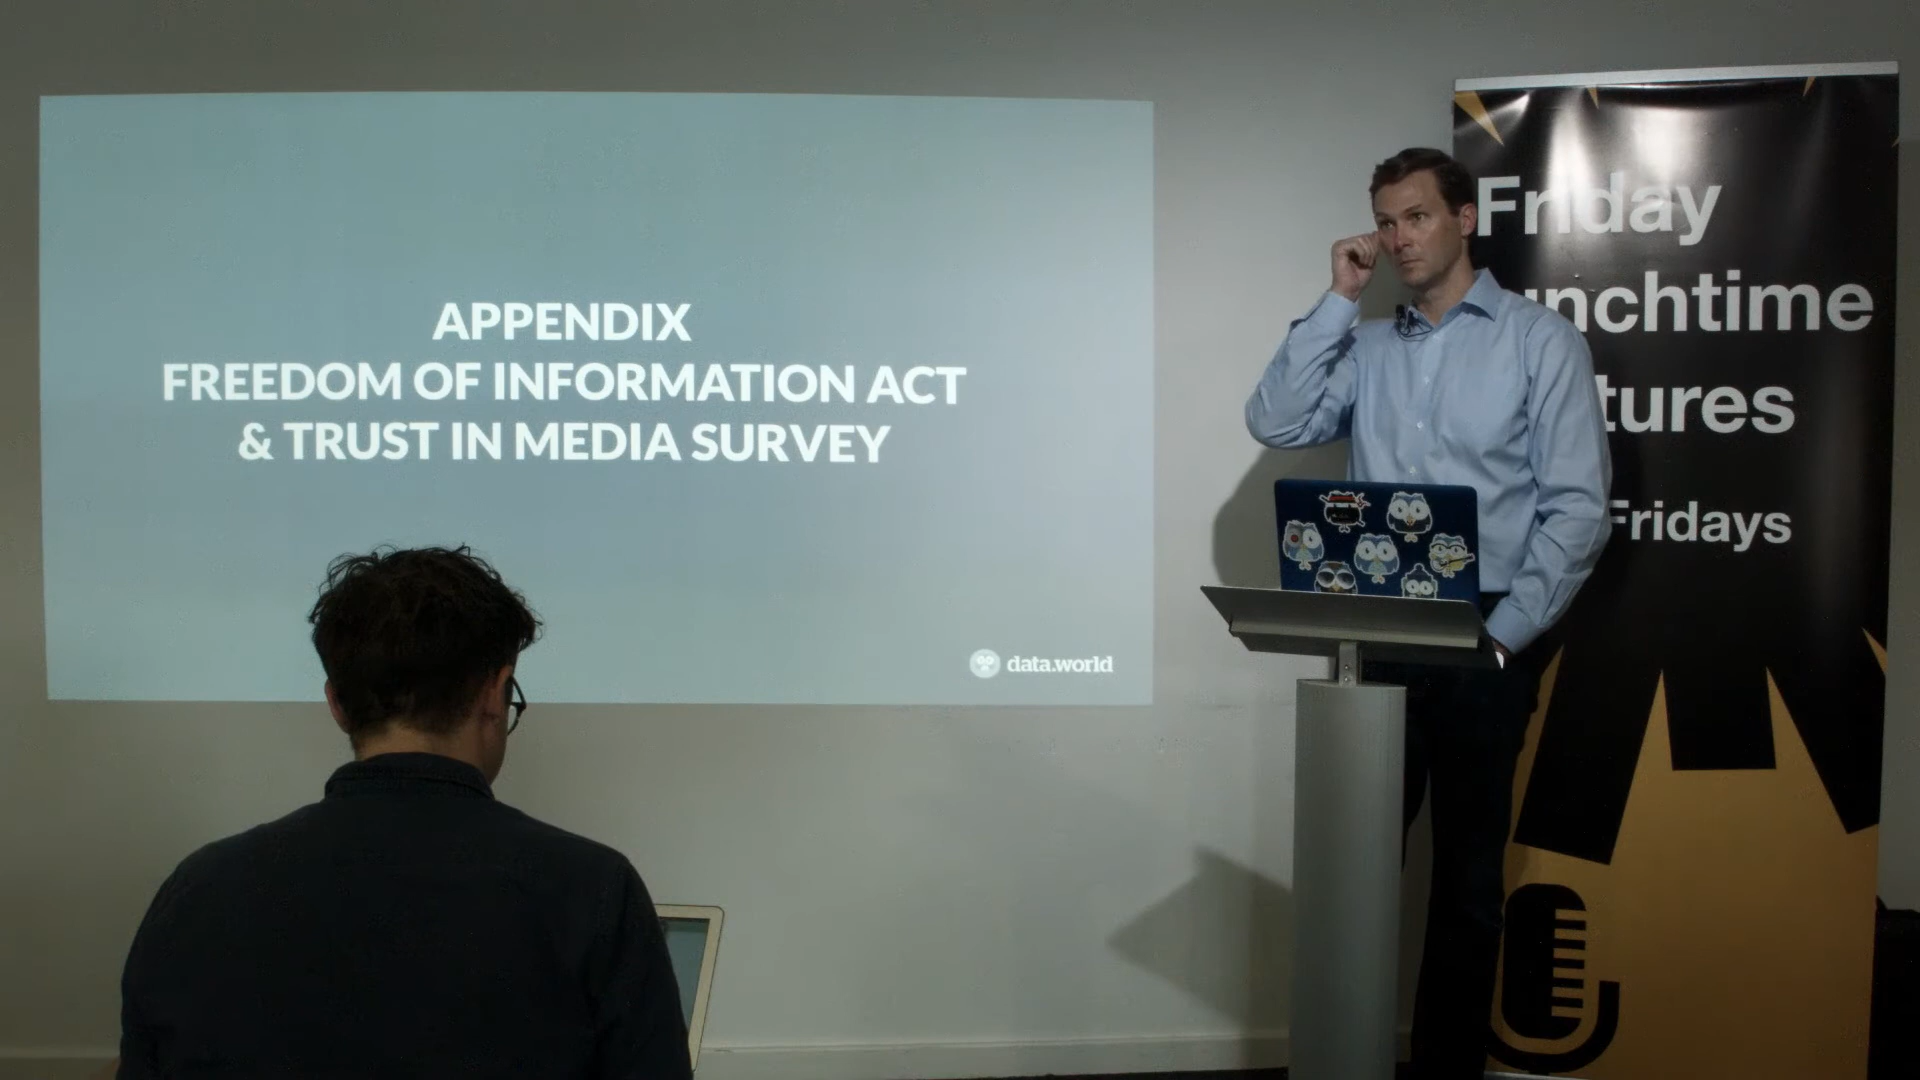 APPENDIX
FREEDOM OF INFORMATION ACT
& TRUST IN MEDIA SURVEY
data.world
Friday
unchtime
tures
Fridays